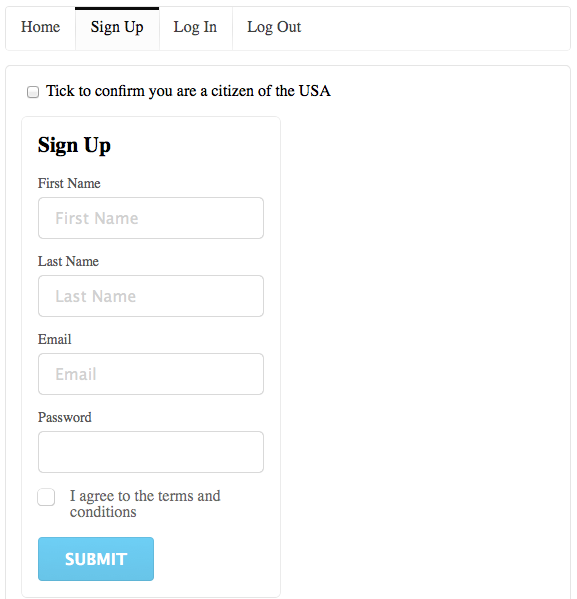 Home Sign Up Log In Log Out
Tick to confirm you are a citizen of the USA
Sign Up
First Name
First Name
Last Name
Last Name
Email
Email
Password
I agree to the terms and
conditions
SUBMIT